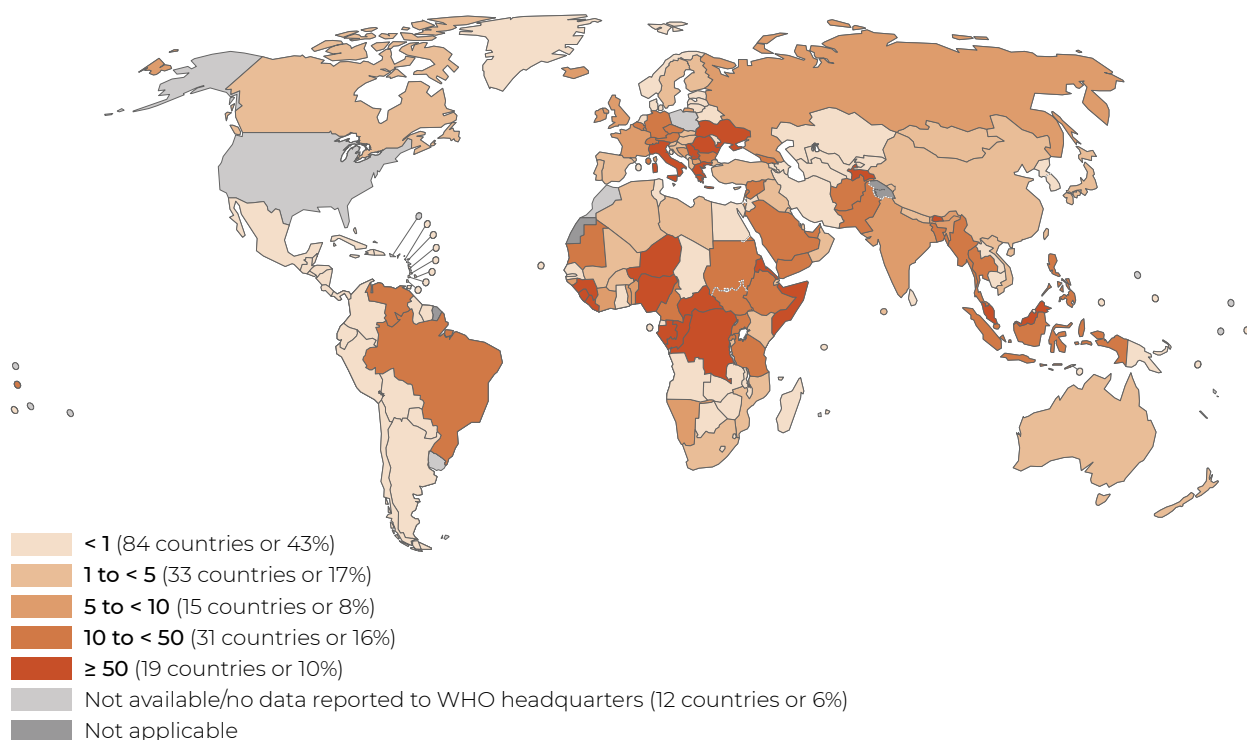 < 1 (84 countries or 43%)
1 to < 5 (33 countries or 17%)
5 to < 10 (15 countries or 8%)
10 to < 50 (31 countries or 16%)
≥ 50 (19 countries or 10%)
Not available/no data reported to WHO headquarters (12 countries or 6%)
Not applicable